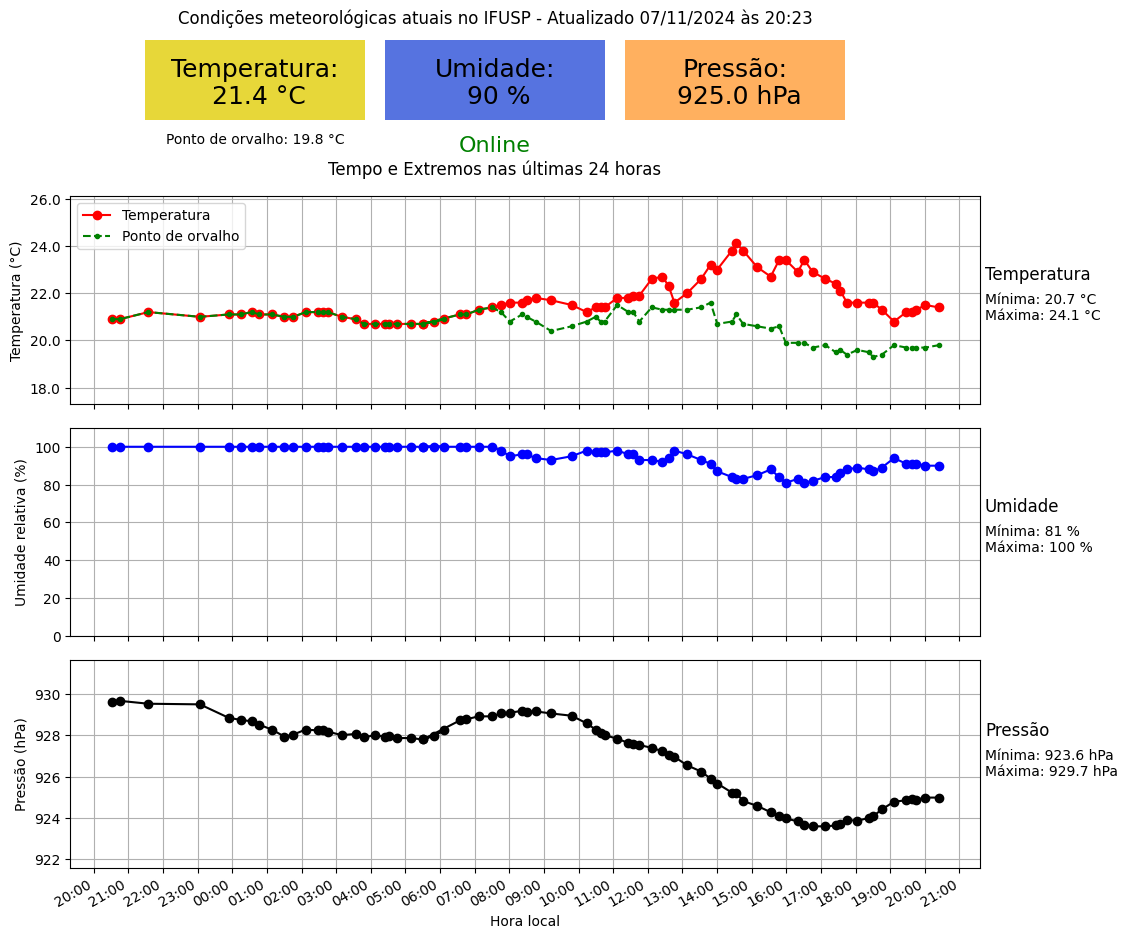 Condições meteorológicas atuais no IFUSP - Atualizado 07/11/2024 às 20:23
Temperatura:
21.4 °C
Umidade:
90 %
Pressão:
925.0 hPa
Ponto de orvalho: 19.8 °C
Online
Tempo e Extremos nas últimas 24 horas
Temperatura (°C)
26.0
24.0
22.0
20.0
18.0
Temperatura
Ponto de orvalho
Temperatura
Mínima: 20.7 °C
Máxima: 24.1 °C
Umidade relativa (%)
100
80
60
40
20
0
Umidade
Mínima: 81 %
Máxima: 100 %
Pressão (hPa)
930
928
926
924
922
Pressão
Mínima: 923.6 hPa
Máxima: 929.7 hPa
20:00 21:00 22:00 23:00 00:00 01:00 02:00 03:00 04:00 05:00 06:00 07:00 08:00 09:00 10:00 11:00 12:00 13:00 14:00 15:00 16:00 17:00 18:00 19:00 20:00 21:00
Hora local